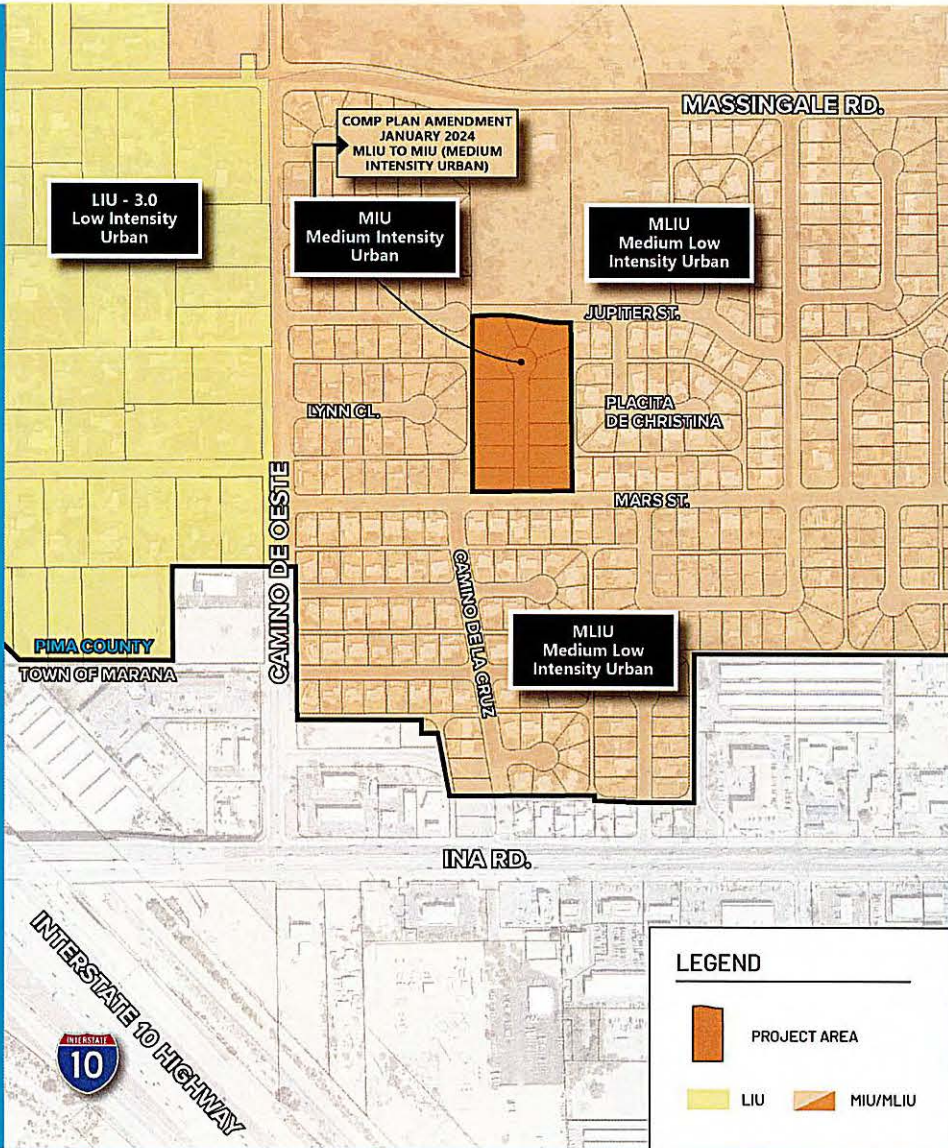 MASSINGALE RD.
COMP PLAN AMENDMENT
JANUARY 2024
MLIU TO MIU (MEDIUM
INTENSITY URBAN)
LIU - 3.0
Low Intensity
Urban
MIU
Medium Intensity
Urban
MLIU
Medium Low
Intensity Urban
JUPITER ST.
LYNN CL.
PLACITA
DE CHRISTINA
CAMINO DE OESTE
MARS ST.
CAMINO DE LA CRUZ
MLIU
Medium Low
Intensity Urban
PIMA COUNTY
TOWN OF MARANA
INA RD.
INTERSTATE 10 HIGHWAY
INTERSTATE
10
LEGEND
PROJECT AREA
LIU
MIU/MLIU